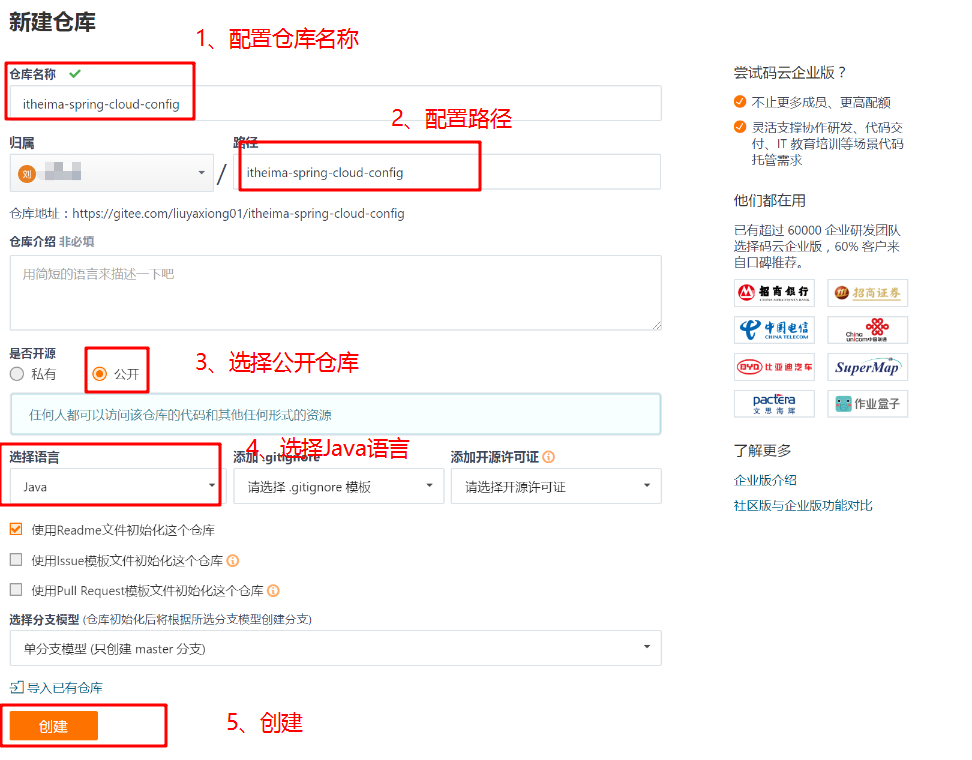 新建仓库
1、配置仓库名称
仓库名称
itheima-spring-cloud-config
2、配置路径
归属
路径
刘
/
itheima-spring-cloud-config
仓库地址：https://gitee.com/liuyaxiong01/itheima-spring-cloud-config
仓库介绍 非必填
用简短的语言来描述一下吧
是否开源
私有
公开
3、选择公开仓库
任何人都可以访问该仓库的代码和其他任何形式的资源
4、选择Java语言
选择语言
添加 .gitignore
添加开源许可证
Java
请选择 .gitignore 模板
请选择开源许可证
使用Readme文件初始化这个仓库
使用Issue模板文件初始化这个仓库
使用Pull Request模板文件初始化这个仓库
选择分支模型 (仓库初始化后将根据所选分支模型创建分支)
单分支模型 (只创建 master 分支)
导入已有仓库
创建
5、创建
尝试码云企业版？
不止更多成员、更高配额
灵活支撑协作研发、代码交
付、IT 教育培训等场景代码
托管需求
他们都在用
已有超过 60000 企业研发团队
选择码云企业版，60% 客户来
自口碑推荐。
招商银行
招商证券
中国电信
CHINA TELECOM
China
unicom中国联通
BYD 比亚迪汽车
SuperMap
pactera
文思海辉
作业盒子
了解更多
企业版介绍
社区版与企业版功能对比